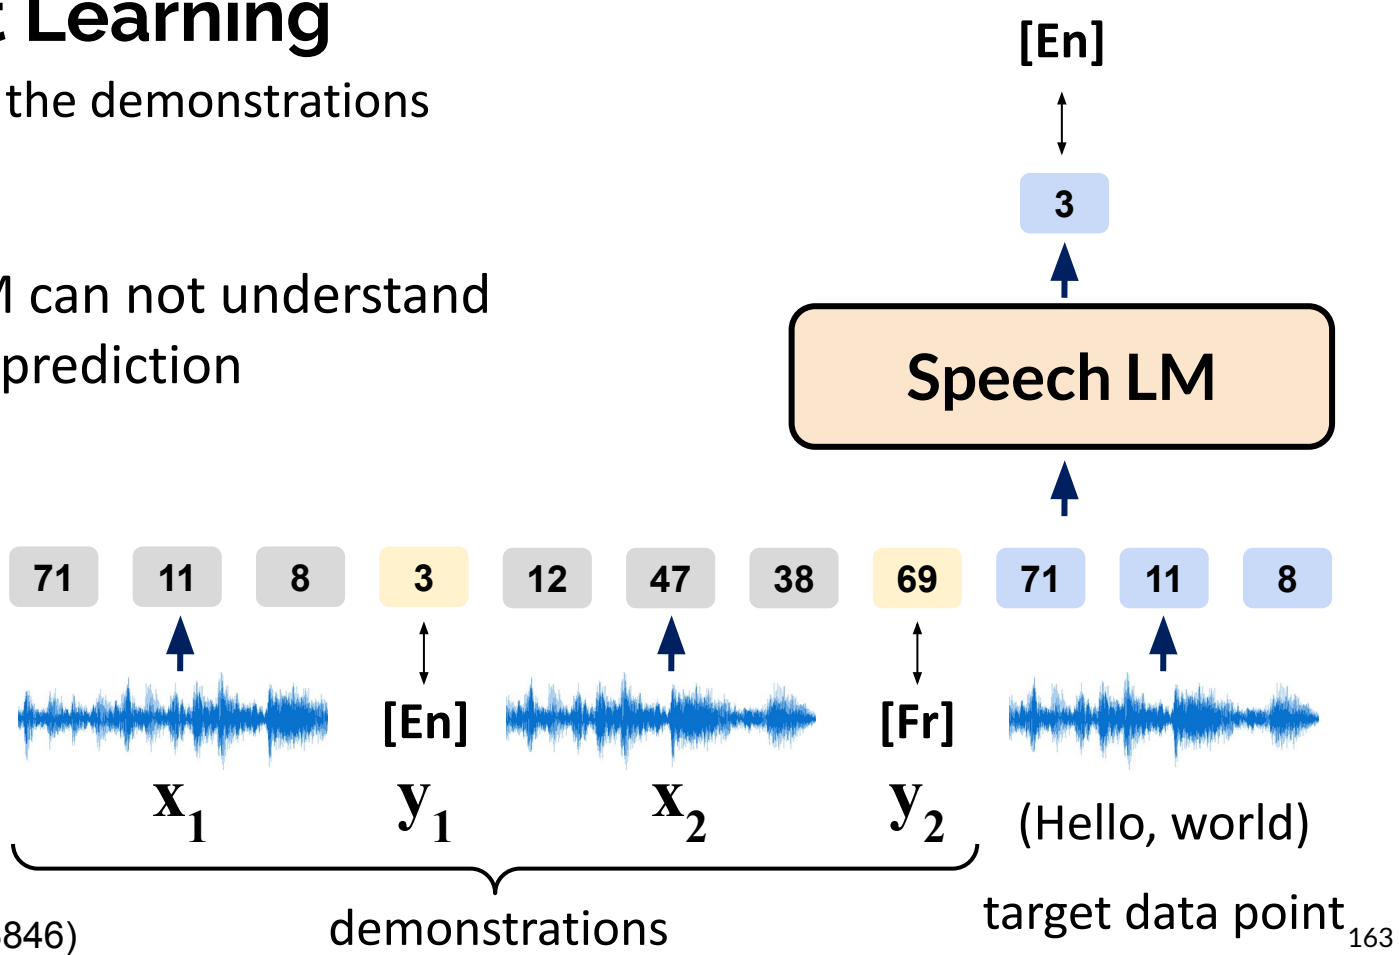 t Learning
the demonstrations
can not understand
prediction
[En]
3
Speech LM
71 11 8 3 12 47 38 69 71 11 8
[En] [Fr]
x1 y1 x2 y2 (Hello, world)
demonstrations
target data point
846)
163